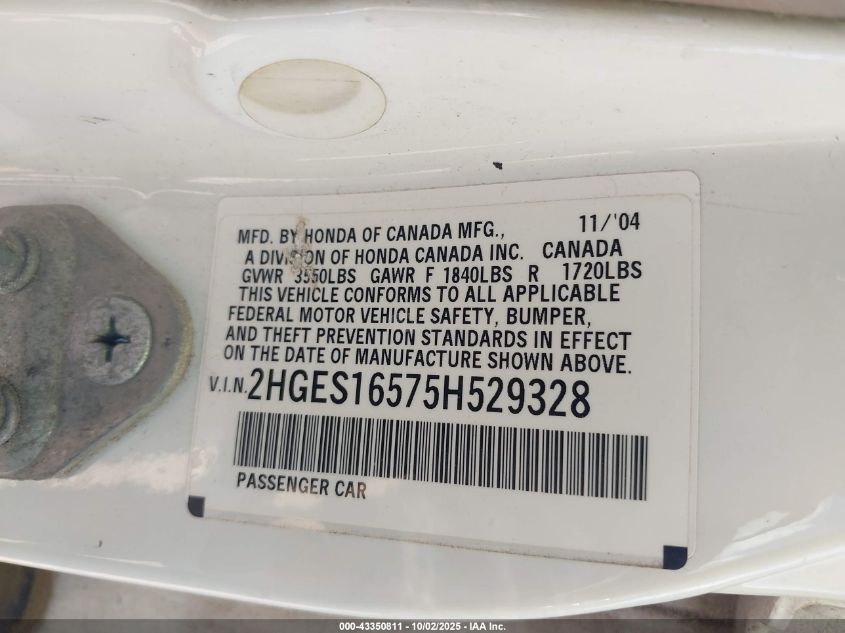 MFD. BY HONDA OF CANADA MFG., 11/'04
A DIVISION OF HONDA CANADA INC. CANADA
GVWR 3550LBS GAWR F 1840LBS R 1720LBS
THIS VEHICLE CONFORMS TO ALL APPLICABLE
FEDERAL MOTOR VEHICLE SAFETY, BUMPER,
AND THEFT PREVENTION STANDARDS IN EFFECT
ON THE DATE OF MANUFACTURE SHOWN ABOVE.
V.I.N. 2HGES16575H529328
PASSENGER CAR
000-43350811 - 10/02/2025 - IAA Inc.